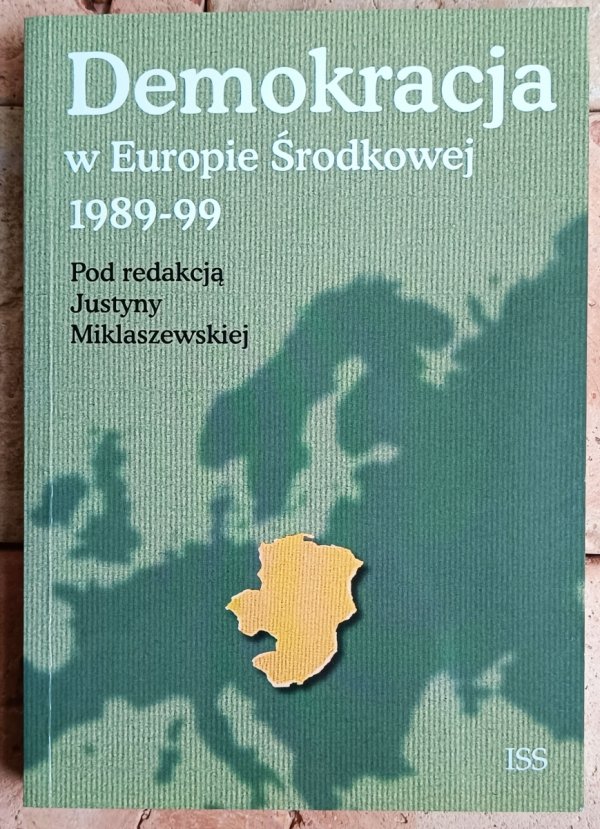 Demokracja
w Europie Środkowej
1989-99
Pod redakcją
Justyny
Miklaszewskiej
ISS